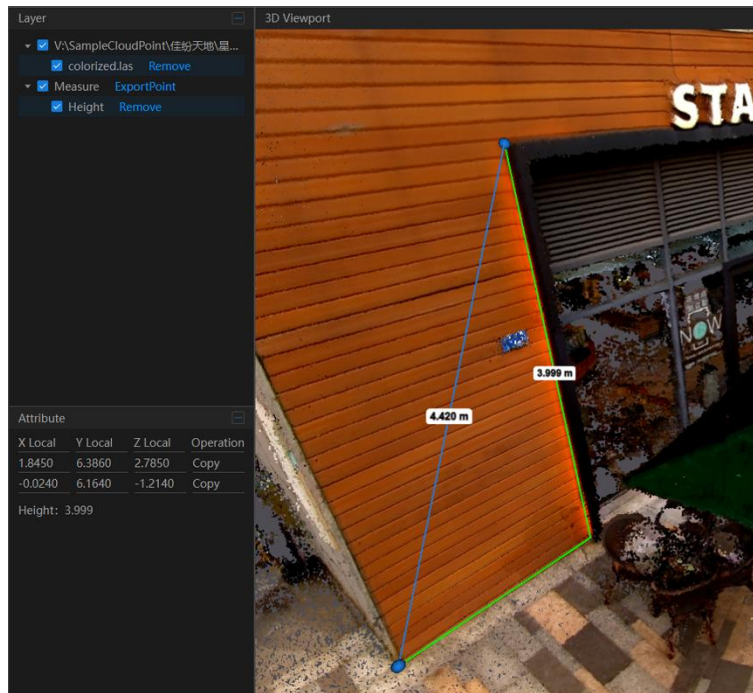 Layer
V:\SampleCloudPoint\佳纷天地\星...
colorized.las Remove
Measure ExportPoint
Height Remove
Attribute
X Local Y Local Z Local Operation
1.8450 6.3860 2.7850 Copy
-0.0240 6.1640 -1.2140 Copy
Height: 3.999
3D Viewport
STA
NOW
3.999 m
4.420 m